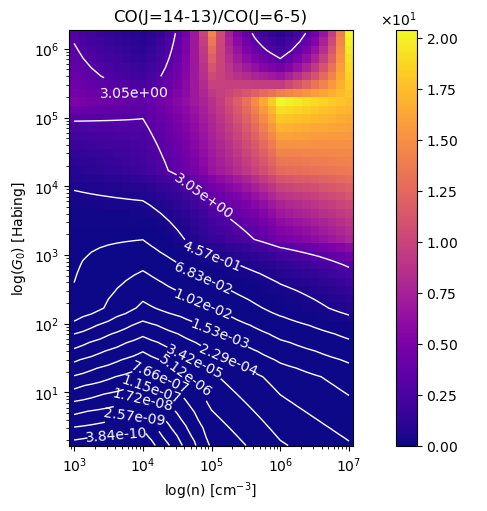 CO(J=14-13)/CO(J=6-5)
×10¹
10⁶
10⁵
10⁴
10³
10²
10¹
log(G₀) [Habing]
3.05e+00
3.05e+00
4.57e-01
6.83e-02
1.02e-02
1.53e-03
2.29e-04
3.42e-05
5.12e-06
7.66e-07
1.15e-07
1.72e-08
2.57e-09
3.84e-10
10³ 10⁴ 10⁵ 10⁶ 10⁷
log(n) [cm⁻³]
2.00
1.75
1.50
1.25
1.00
0.75
0.50
0.25
0.00